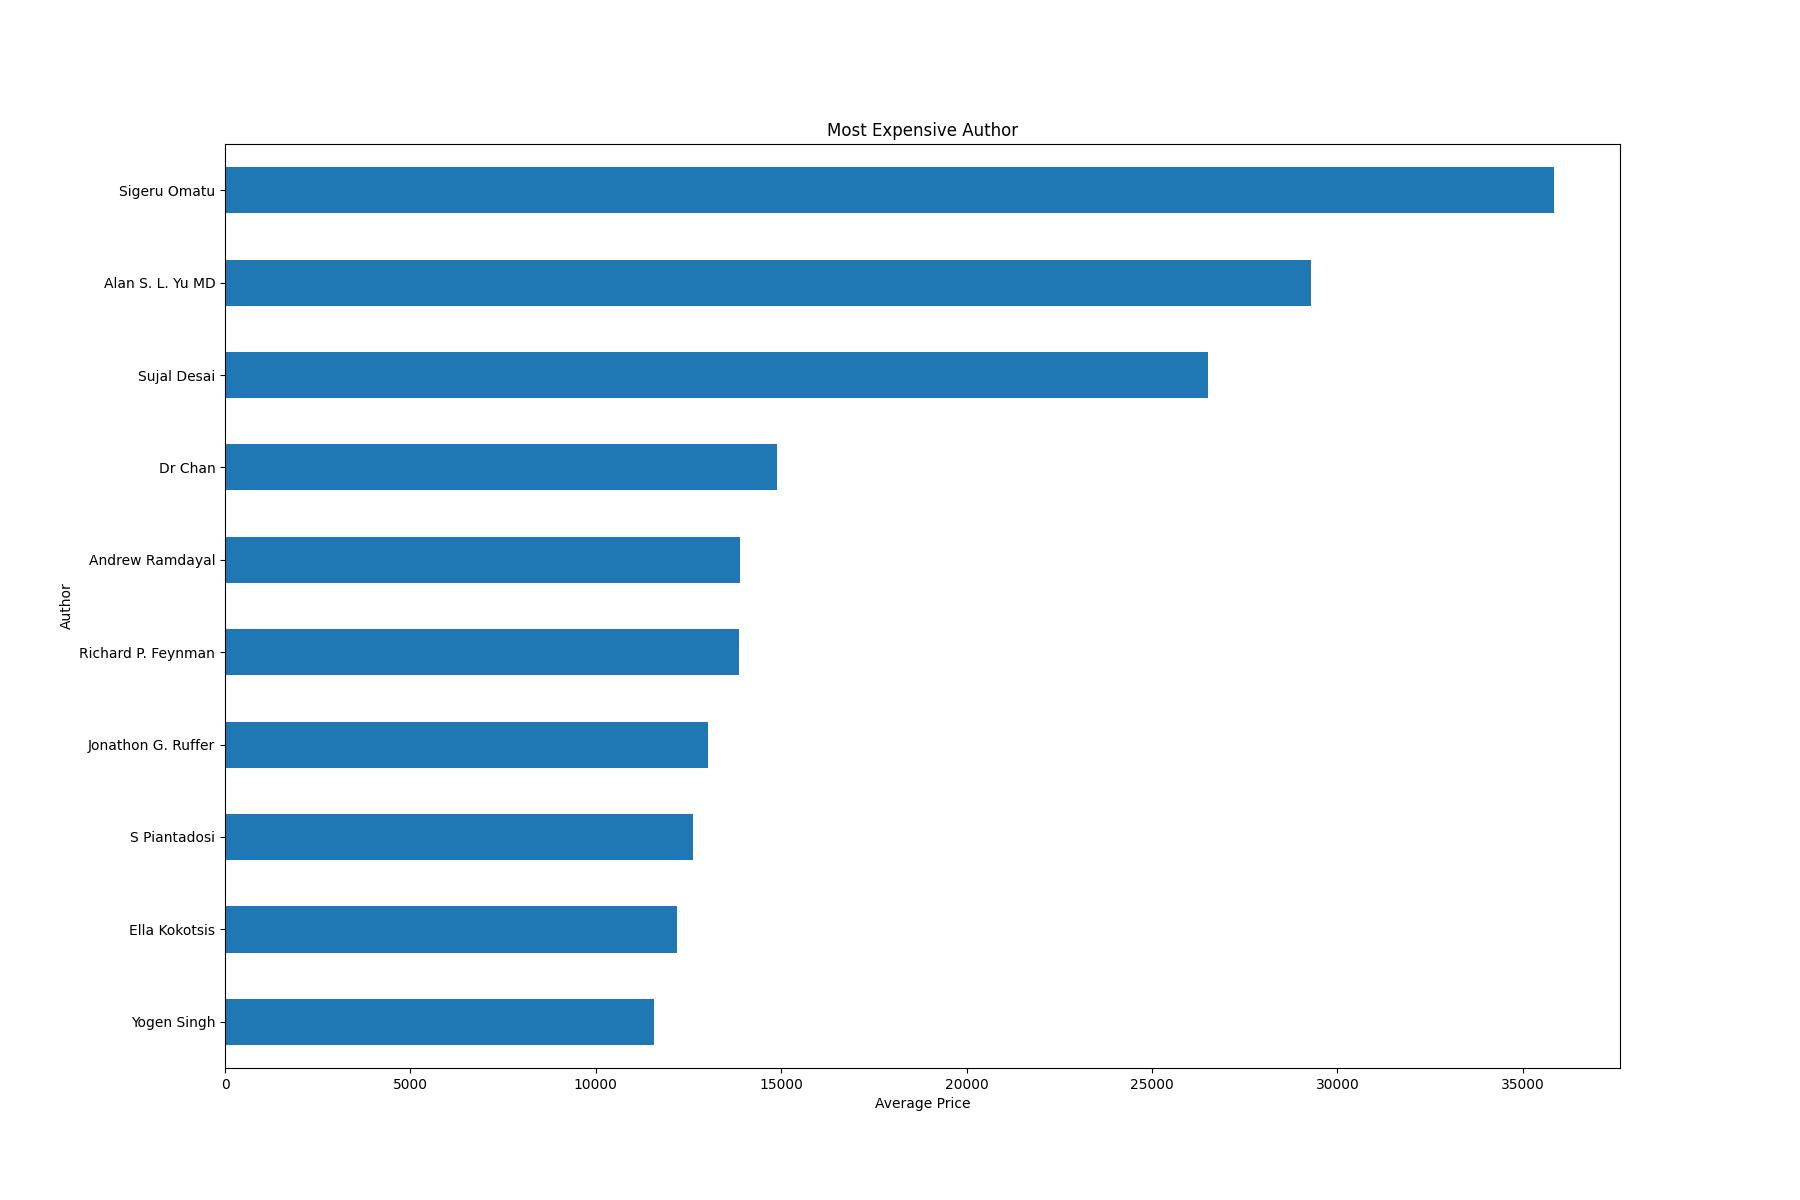 Most Expensive Author
Sigeru Omatu
Alan S. L. Yu MD
Sujal Desai
Dr Chan
Andrew Ramdayal
Author
Richard P. Feynman
Jonathon G. Ruffer
S Piantadosi
Ella Kokotsis
Yogen Singh
0 5000 10000 15000 20000 25000 30000 35000
Average Price